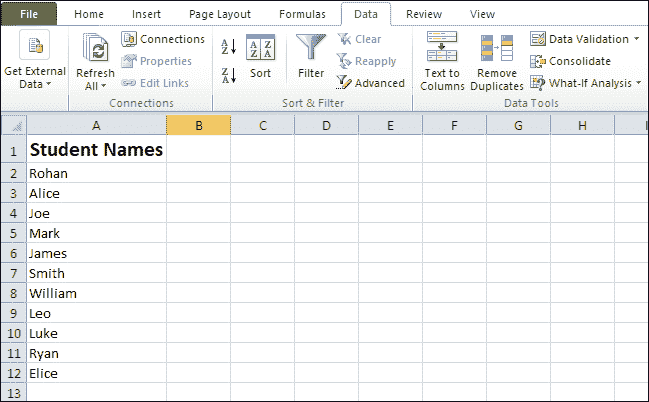 File Home Insert Page Layout Formulas Data Review View
Get External Data
Refresh All
Connections
Properties
Edit Links
Connections
A Z
Z A
A Z Z A
Sort
Filter
Clear
Reapply
Advanced
Sort & Filter
Text to Columns
Remove Duplicates
Data Validation
Consolidate
What-If Analysis
Data Tools
A B C D E F G H
1 Student Names
2 Rohan
3 Alice
4 Joe
5 Mark
6 James
7 Smith
8 William
9 Leo
10 Luke
11 Ryan
12 Elice
13